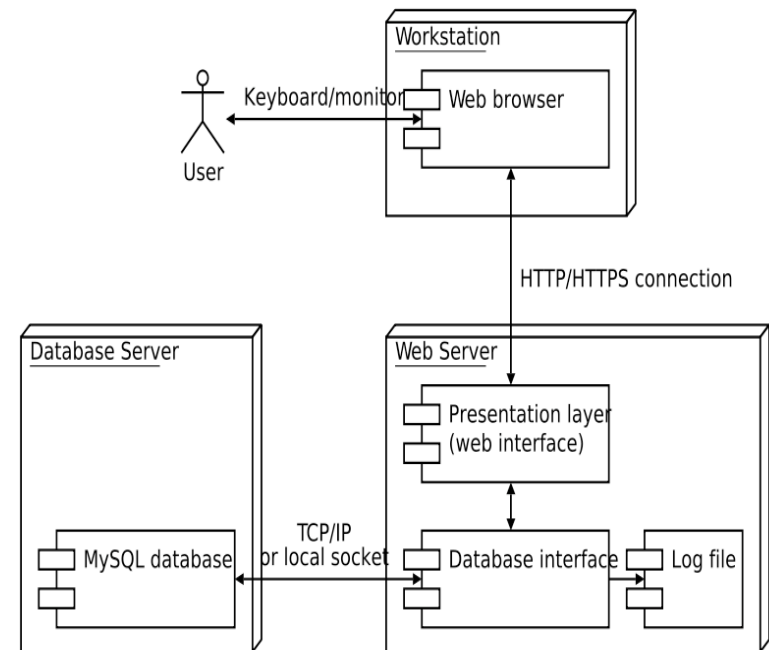 Workstation
Keyboard/monitor
Web browser
User
HTTP/HTTPS connection
Database Server
Web Server
Presentation layer
(web interface)
TCP/IP
or local socket
MySQL database
Database interface
Log file